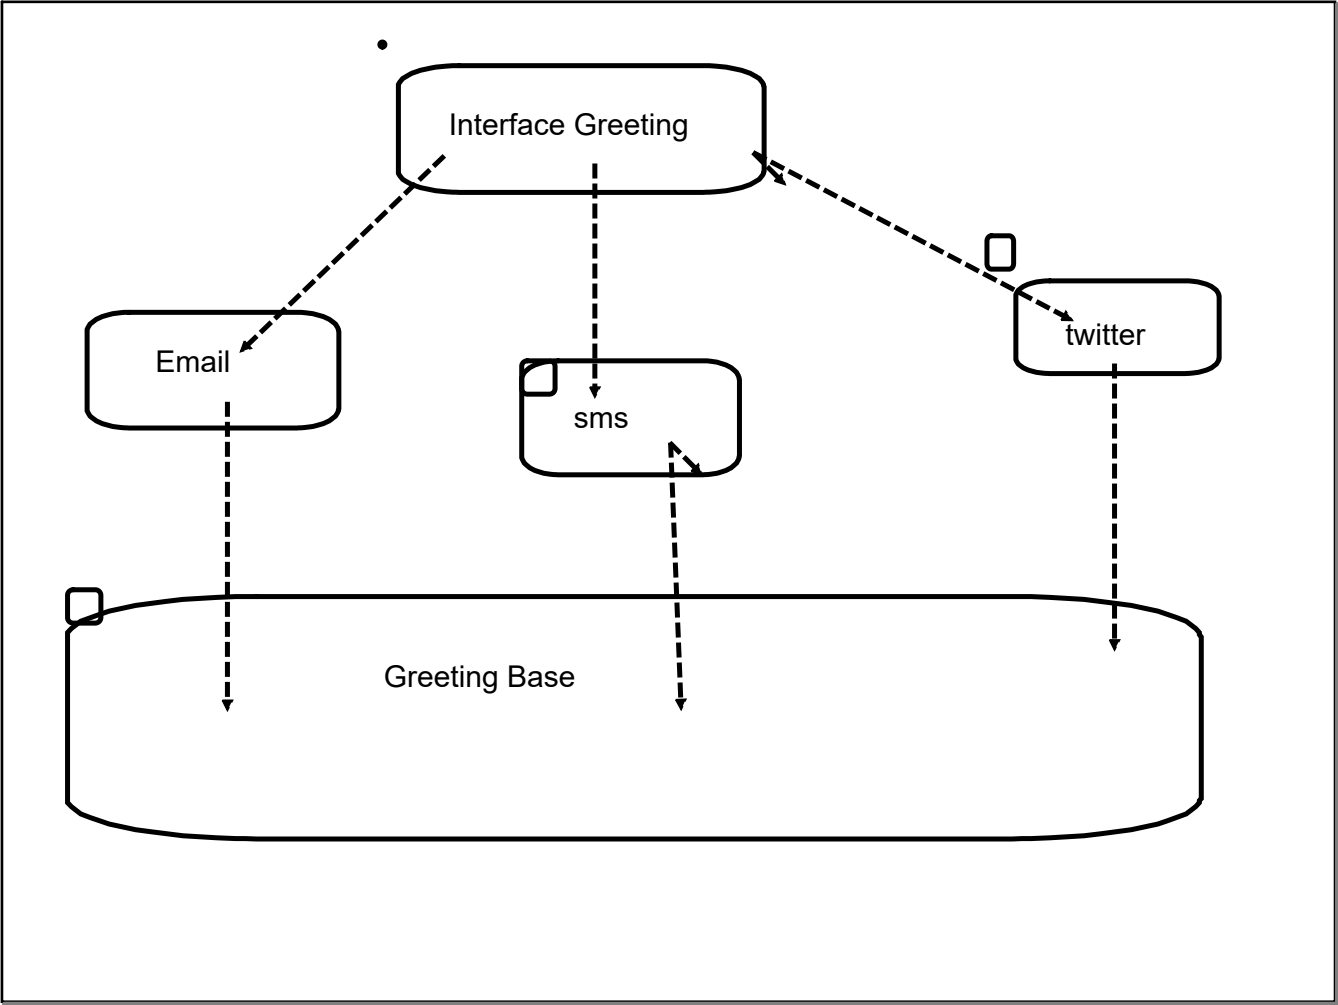 Interface Greeting
Email
sms
twitter
Greeting Base